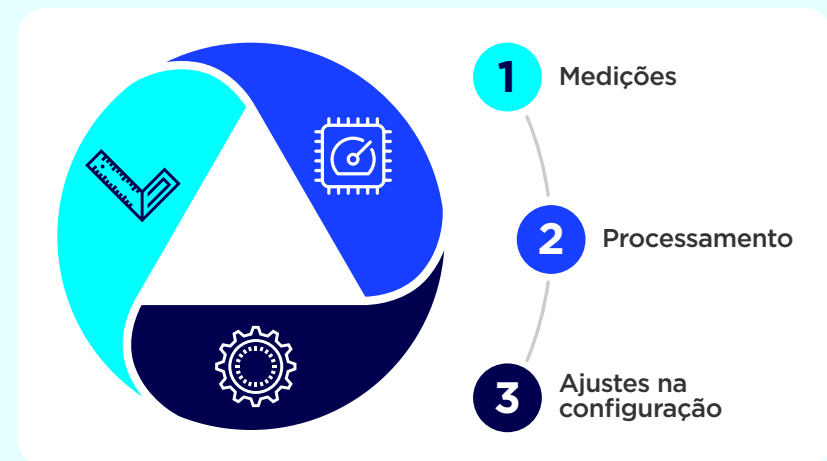 1
Medições
2
Processamento
3
Ajustes na
configuração